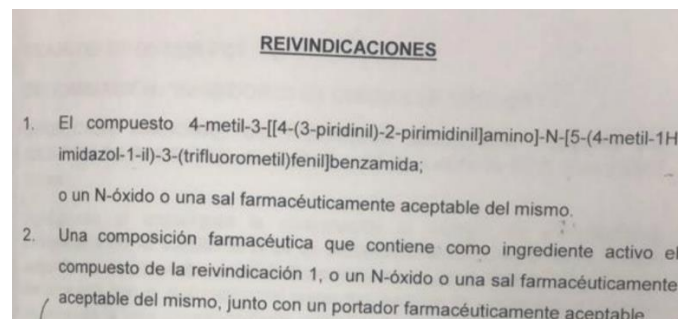 REIVINDICACIONES
1. El compuesto 4-metil-3-[[4-(3-piridinil)-2-pirimidinil]amino]-N-[5-(4-metil-1H
imidazol-1-il)-3-(trifluorometil)fenil]benzamida;
o un N-óxido o una sal farmacéuticamente aceptable del mismo.
2. Una composición farmacéutica que contiene como ingrediente activo el
compuesto de la reivindicación 1, o un N-óxido o una sal farmacéuticamente
aceptable del mismo, junto con un portador farmacéuticamente aceptable